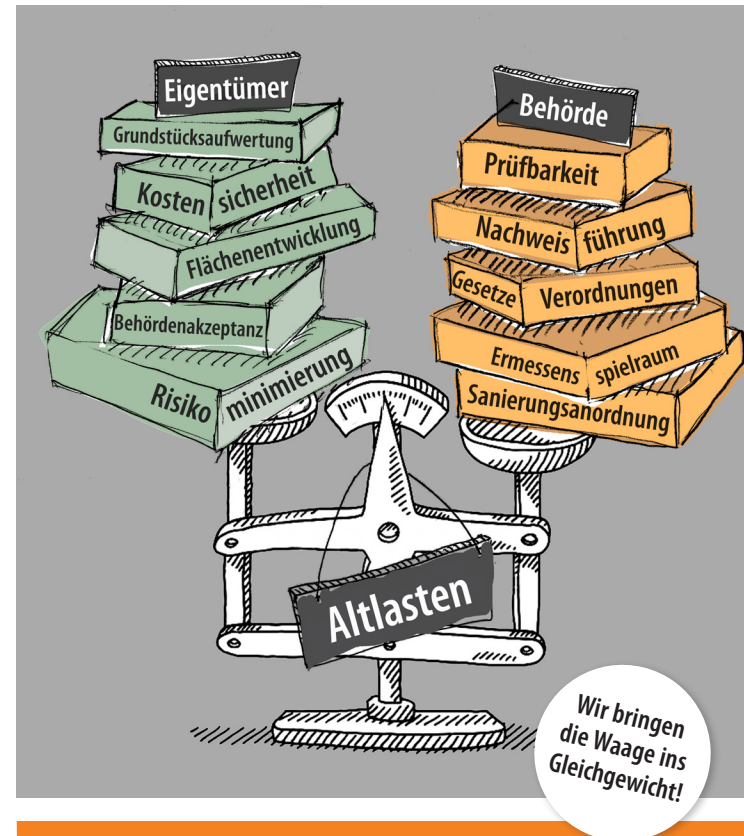 Eigentümer
Grundstücksaufwertung
Kosten sicherheit
Flächenentwicklung
Behördenakzeptanz
Risiko minimierung
Behörde
Prüfbarkeit
Nachweis führung
Gesetze Verordnungen
Ermessens spielraum
Sanierungsanordnung
Altlasten
Wir bringen
die Waage ins
Gleichgewicht!